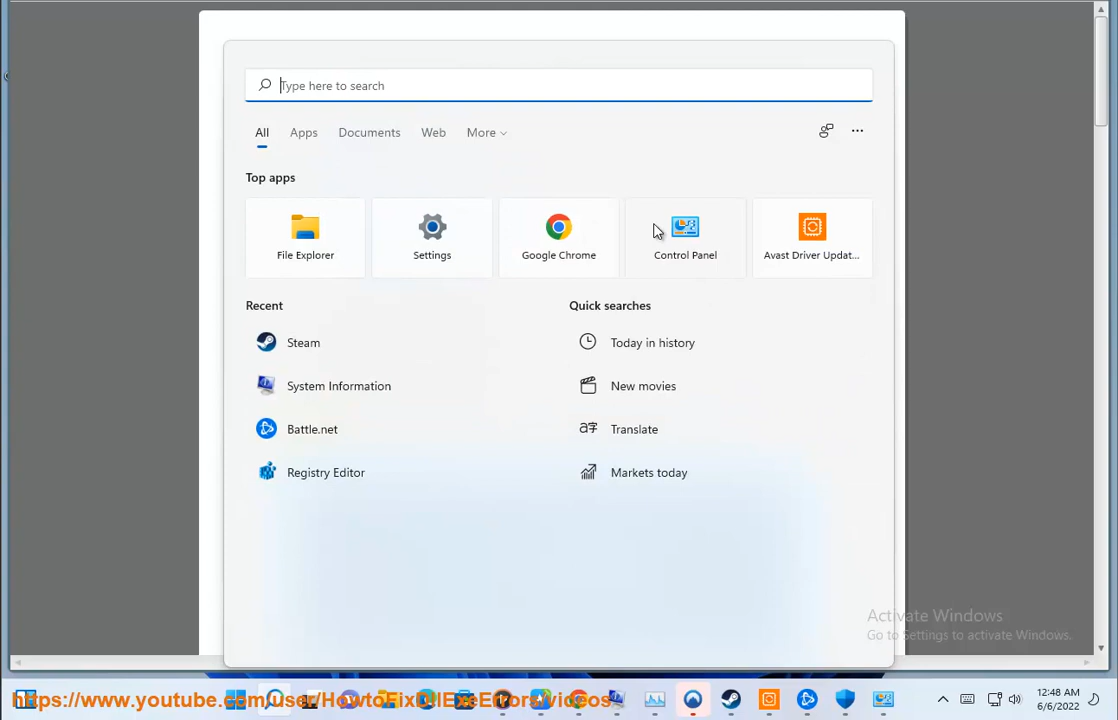 Type here to search
All Apps Documents Web More
Top apps
File Explorer Settings Google Chrome Control Panel Avast Driver Updat...
Recent Quick searches
Steam Today in history
System Information New movies
Battle.net Translate
Registry Editor Markets today
Activate Windows
Go to Settings to activate Windows.
https://www.youtube.com/user/HowtoFixDllExeErrors/videos
12:48 AM
6/6/2022